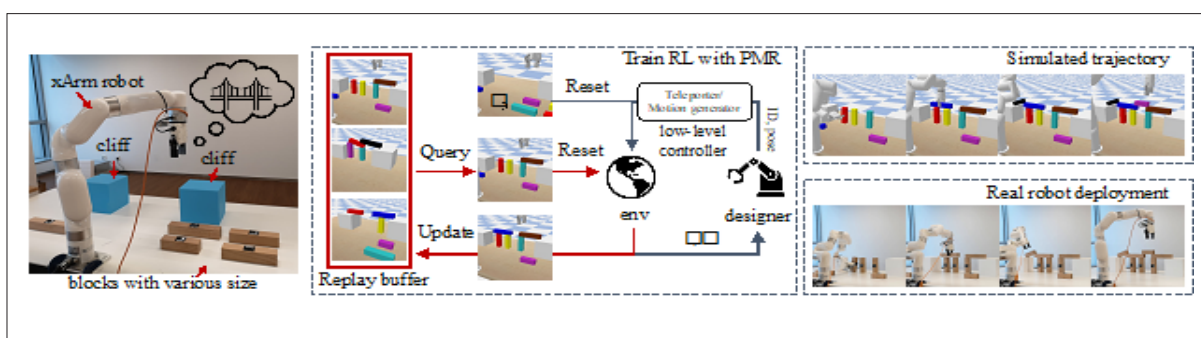 xArm robot
cliff
cliff
blocks with various size
Train RL with PMR
Reset
Teleporter/
Motion generator
low-level
controller
ID, pose
Query
Reset
env
designer
Update
Replay buffer
Simulated trajectory
Real robot deployment